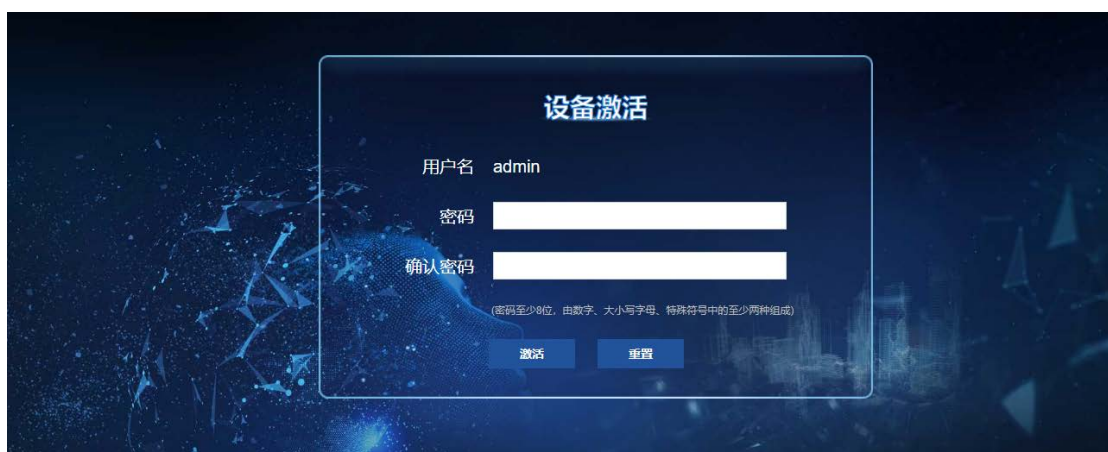 设备激活
用户名 admin
密码
确认密码
(密码至少8位，由数字、大小写字母、特殊符号中的至少两种组成)
激活 重置